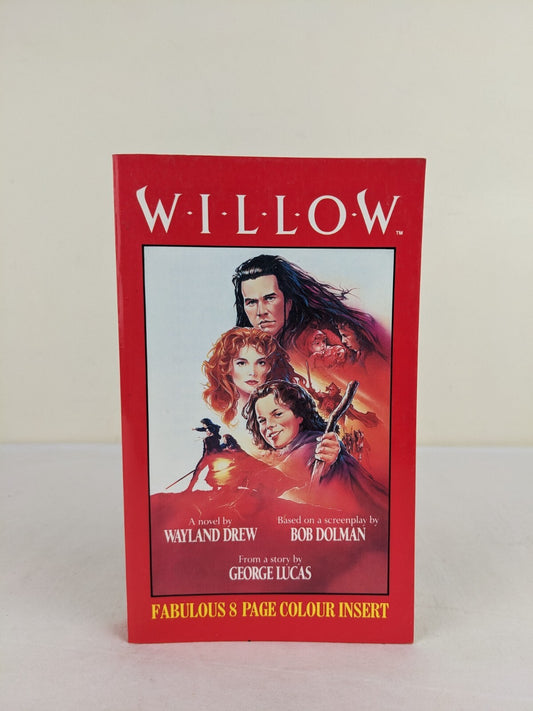 W·I·L·L·O·W™
A novel by
WAYLAND DREW
Based on a screenplay by
BOB DOLMAN
From a story by
GEORGE LUCAS
FABULOUS 8 PAGE COLOUR INSERT